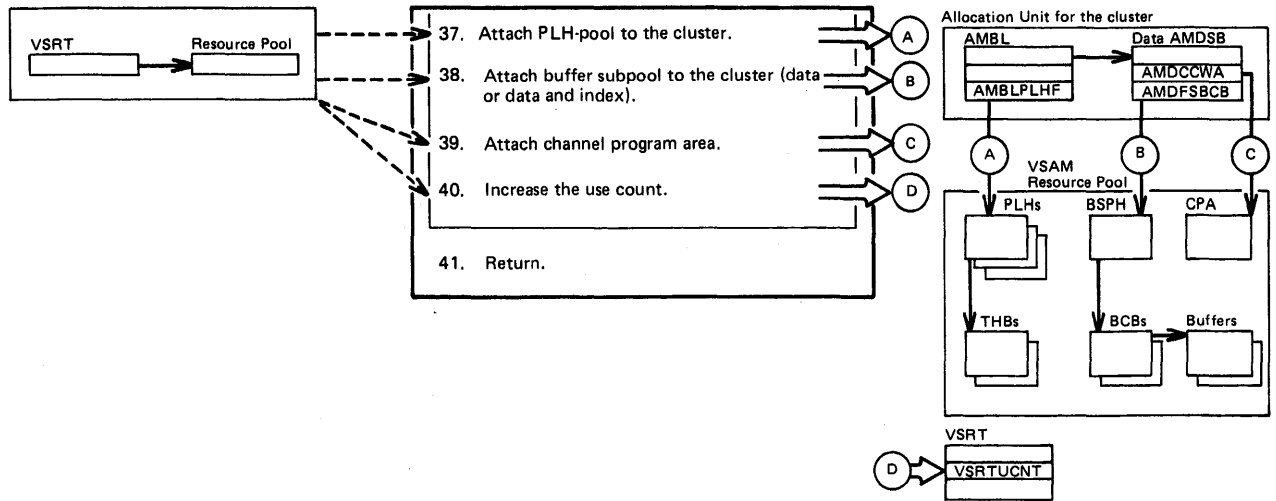 VSRT
Resource Pool
37. Attach PLH-pool to the cluster.
A
38. Attach buffer subpool to the cluster (data
or data and index).
B
39. Attach channel program area.
C
40. Increase the use count.
D
41. Return.
Allocation Unit for the cluster
AMBL
Data AMDSB
AMDCCWA
AMBLPLHF
AMDFSBCB
A
B
C
VSAM
Resource Pool
PLHs
BSPH
CPA
THBs
BCBs
Buffers
VSRT
D
VSRTUCNT